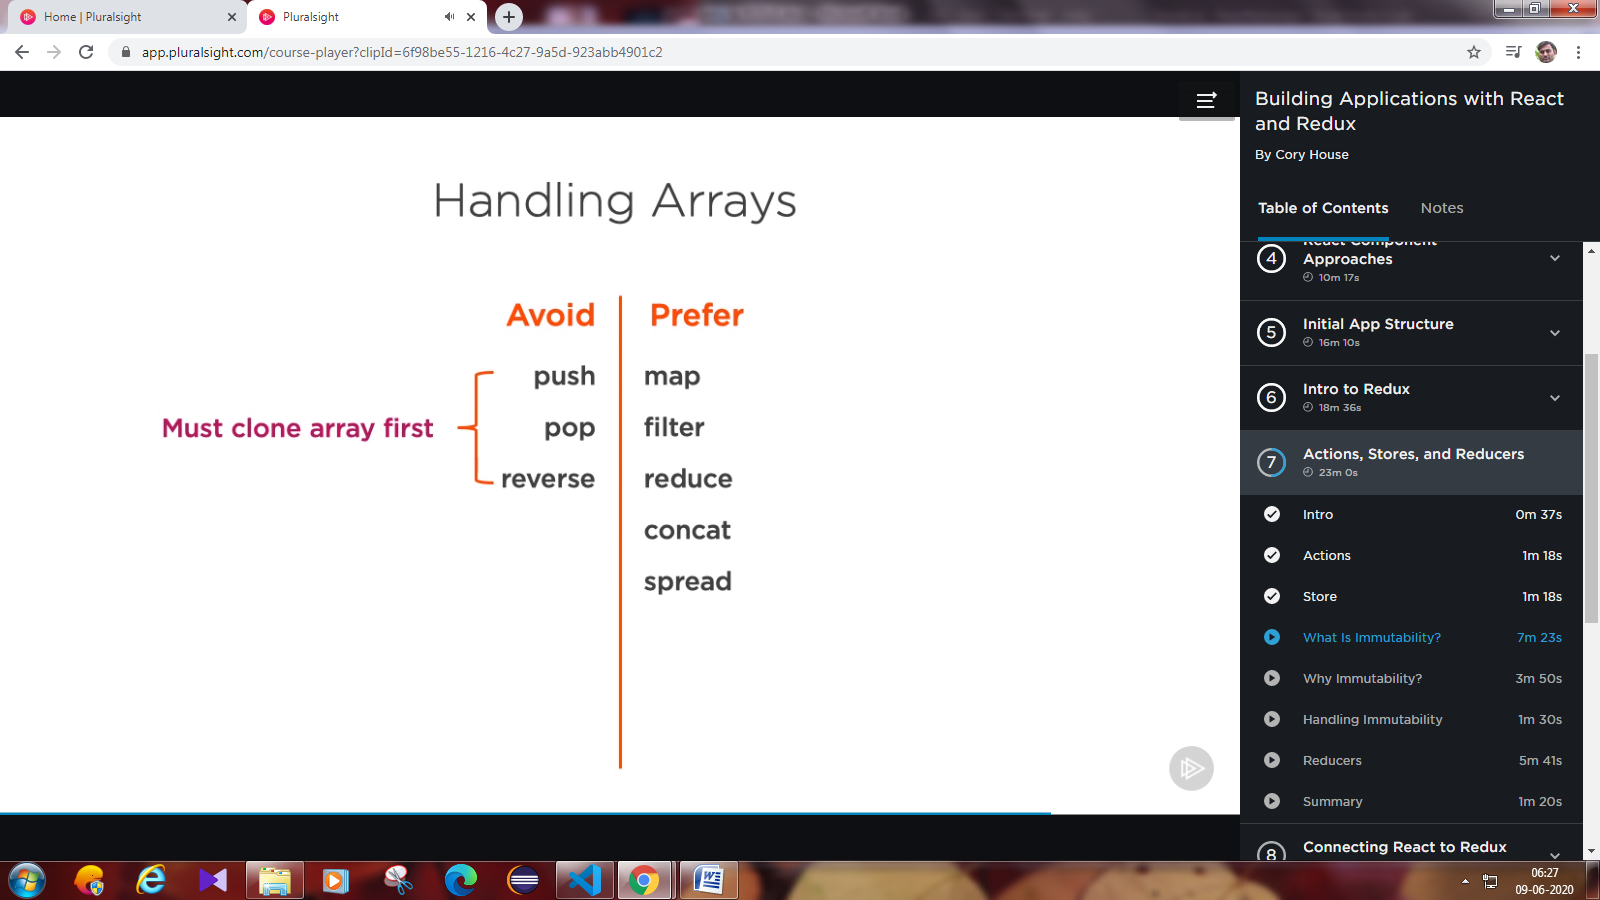 Home | Pluralsight
Pluralsight
app.pluralsight.com/course-player?clipId=6f98be55-1216-4c27-9a5d-923abb4901c2
Handling Arrays
Avoid
Prefer
push
map
Must clone array first
pop
filter
reverse
reduce
concat
spread
Building Applications with React
and Redux
By Cory House
Table of Contents
Notes
4
React Component
Approaches
10m 17s
5
Initial App Structure
16m 10s
6
Intro to Redux
18m 36s
7
Actions, Stores, and Reducers
23m 0s
Intro
0m 37s
Actions
1m 18s
Store
1m 18s
What Is Immutability?
7m 23s
Why Immutability?
3m 50s
Handling Immutability
1m 30s
Reducers
5m 41s
Summary
1m 20s
8
Connecting React to Redux
06:27
09-06-2020